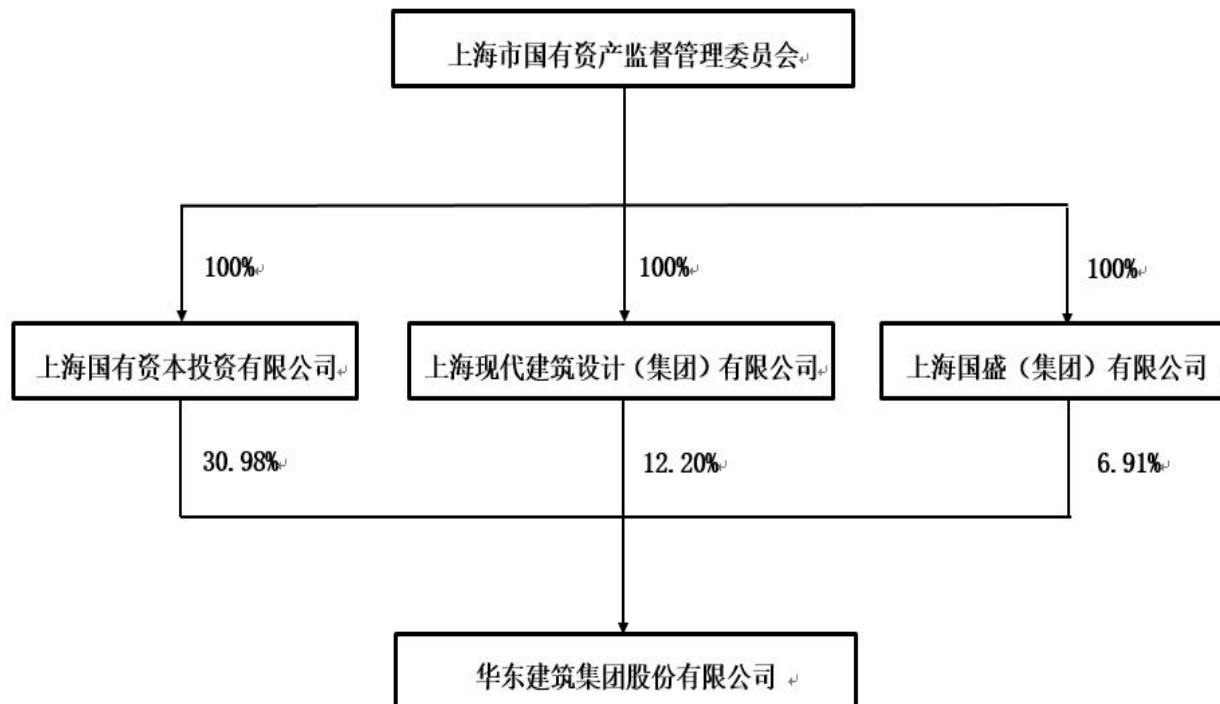 上海市国有资产监督管理委员会
100%
100%
100%
上海国有资本投资有限公司
上海现代建筑设计（集团）有限公司
上海国盛（集团）有限公司
30.98%
12.20%
6.91%
华东建筑集团股份有限公司